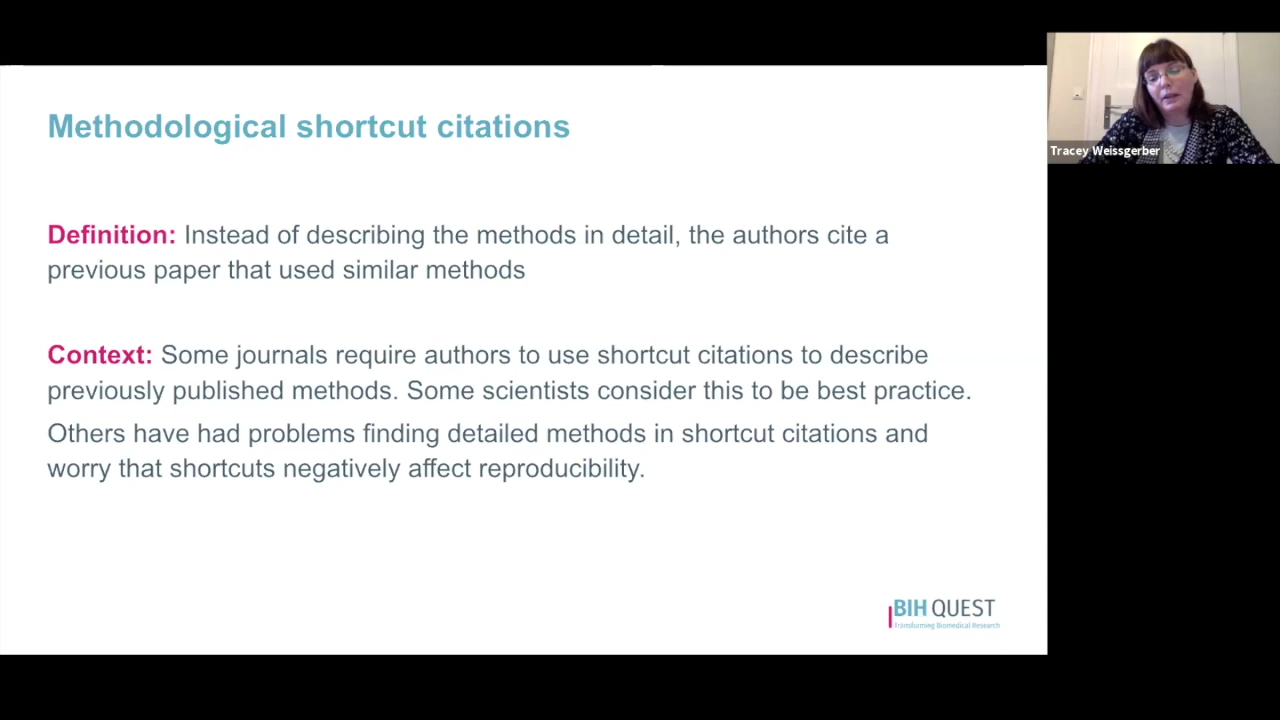 Methodological shortcut citations
Definition: Instead of describing the methods in detail, the authors cite a
previous paper that used similar methods
Context: Some journals require authors to use shortcut citations to describe
previously published methods. Some scientists consider this to be best practice.
Others have had problems finding detailed methods in shortcut citations and
worry that shortcuts negatively affect reproducibility.
BIH QUEST
Transforming Biomedical Research
Tracey Weissgerber